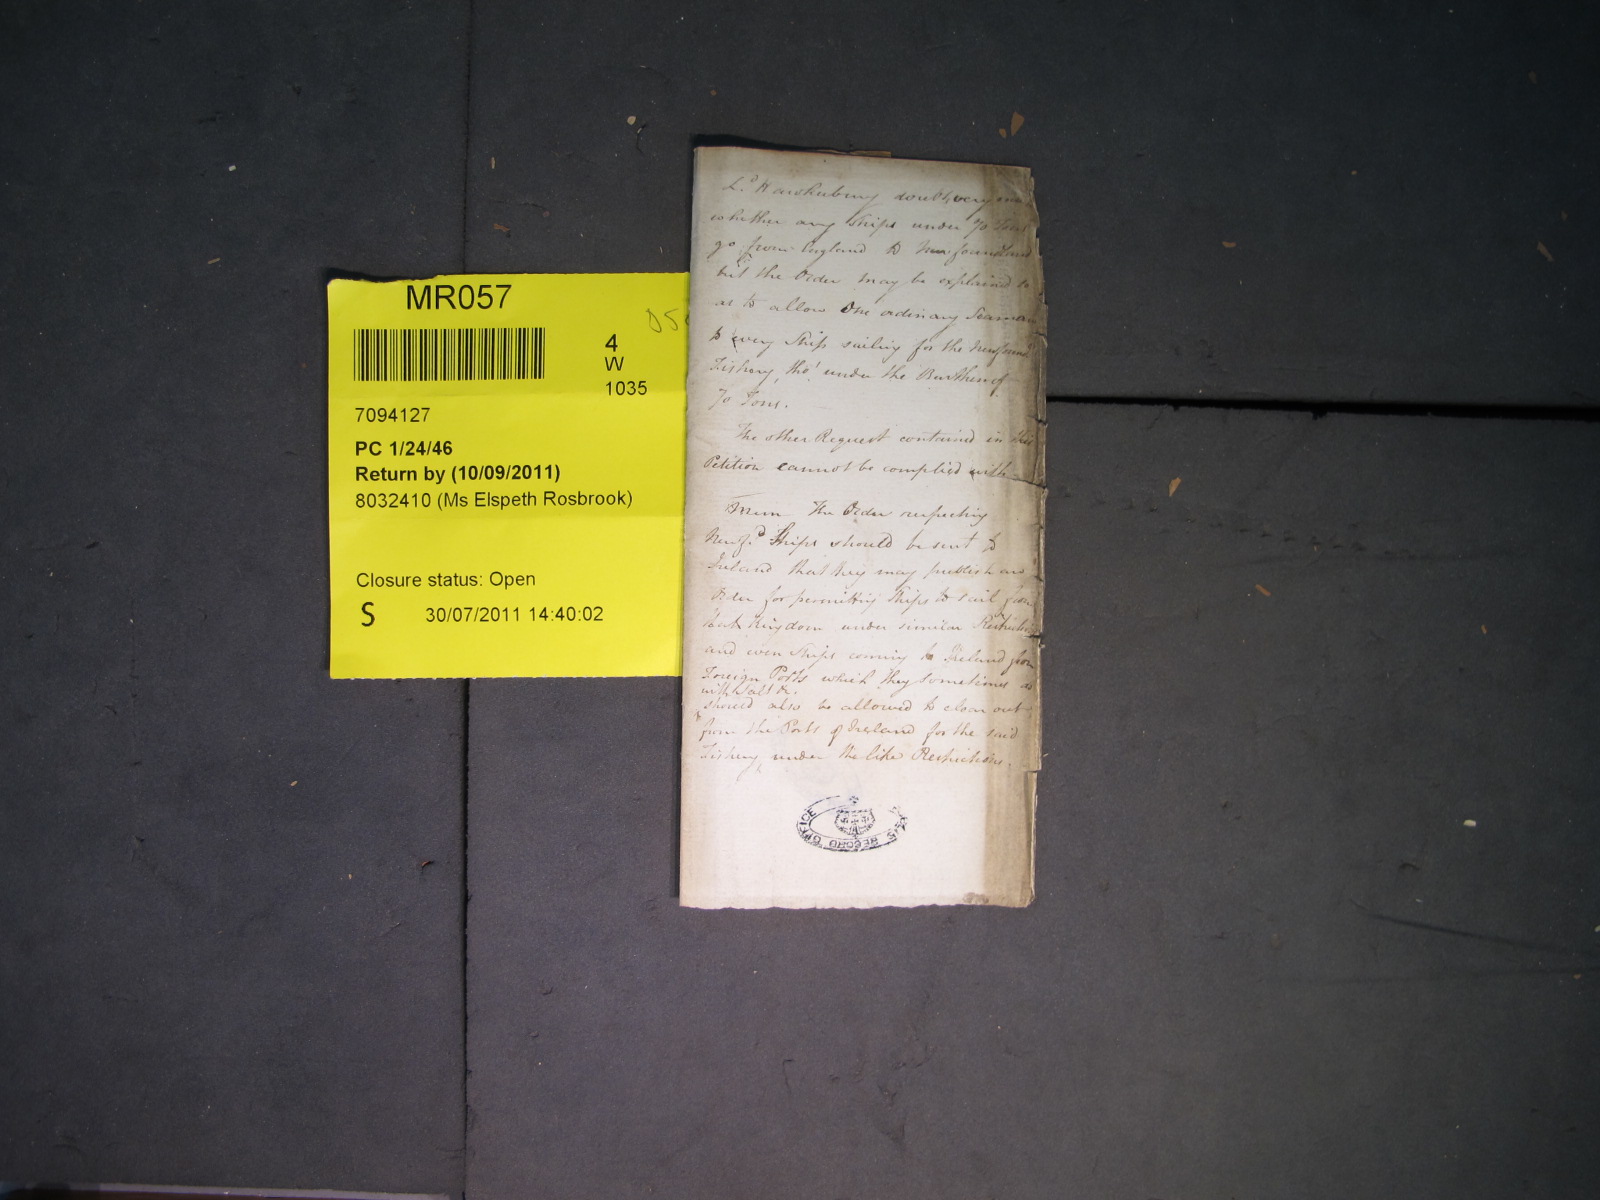 MR057
4
W
1035
7094127
PC 1/24/46
Return by (10/09/2011)
8032410 (Ms Elspeth Rosbrook)
Closure status: Open
S 30/07/2011 14:40:02
Ld Hawkesbury doubts very
whether any Ships under 70 Tons
go from England to Newfoundland
but the Order may be explained so
as to allow One ordinary Seaman
to every Ship sailing for the Newfound
Fishery, tho' under the Burthen of
70 Tons.
The other Request contained in this
Petition cannot be complied with
Mem The Order respecting
Newfd Ships should be sent to
Ireland that they may publish an
Order for permitting Ships to sail from
that Kingdom under similar Restrictions
and even Ships coming to Ireland from
Foreign Ports which they sometimes do
with Salt &c.
should also be allowed to clear out
from the Ports of Ireland for the said
Fishery under the like Restrictions.
RECORD OFFICE